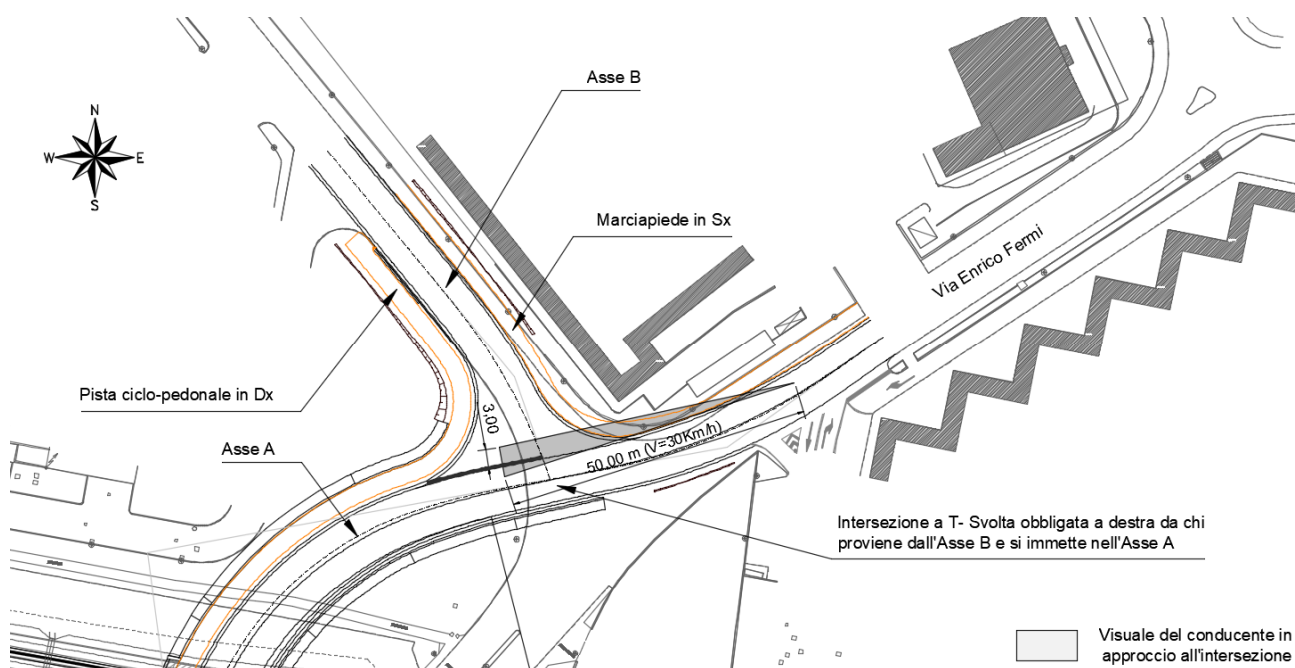 Asse B
N
W
E
S
Marciapiede in Sx
Via Enrico Fermi
Pista ciclo-pedonale in Dx
3,00
50.00 m (V=30Km/h)
Asse A
Intersezione a T- Svolta obbligata a destra da chi
proviene dall'Asse B e si immette nell'Asse A
Visuale del conducente in
approccio all'intersezione